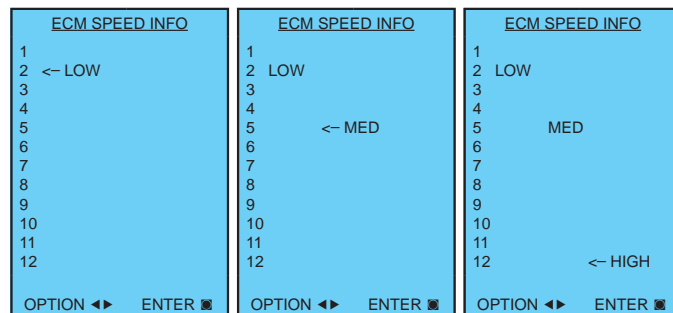 ECM SPEED INFO
1
2 <– LOW
3
4
5
6
7
8
9
10
11
12
OPTION ◄► ENTER ◙
ECM SPEED INFO
1
2 LOW
3
4
5 <– MED
6
7
8
9
10
11
12
OPTION ◄► ENTER ◙
ECM SPEED INFO
1
2 LOW
3
4
5 MED
6
7
8
9
10
11
12 <– HIGH
OPTION ◄► ENTER ◙